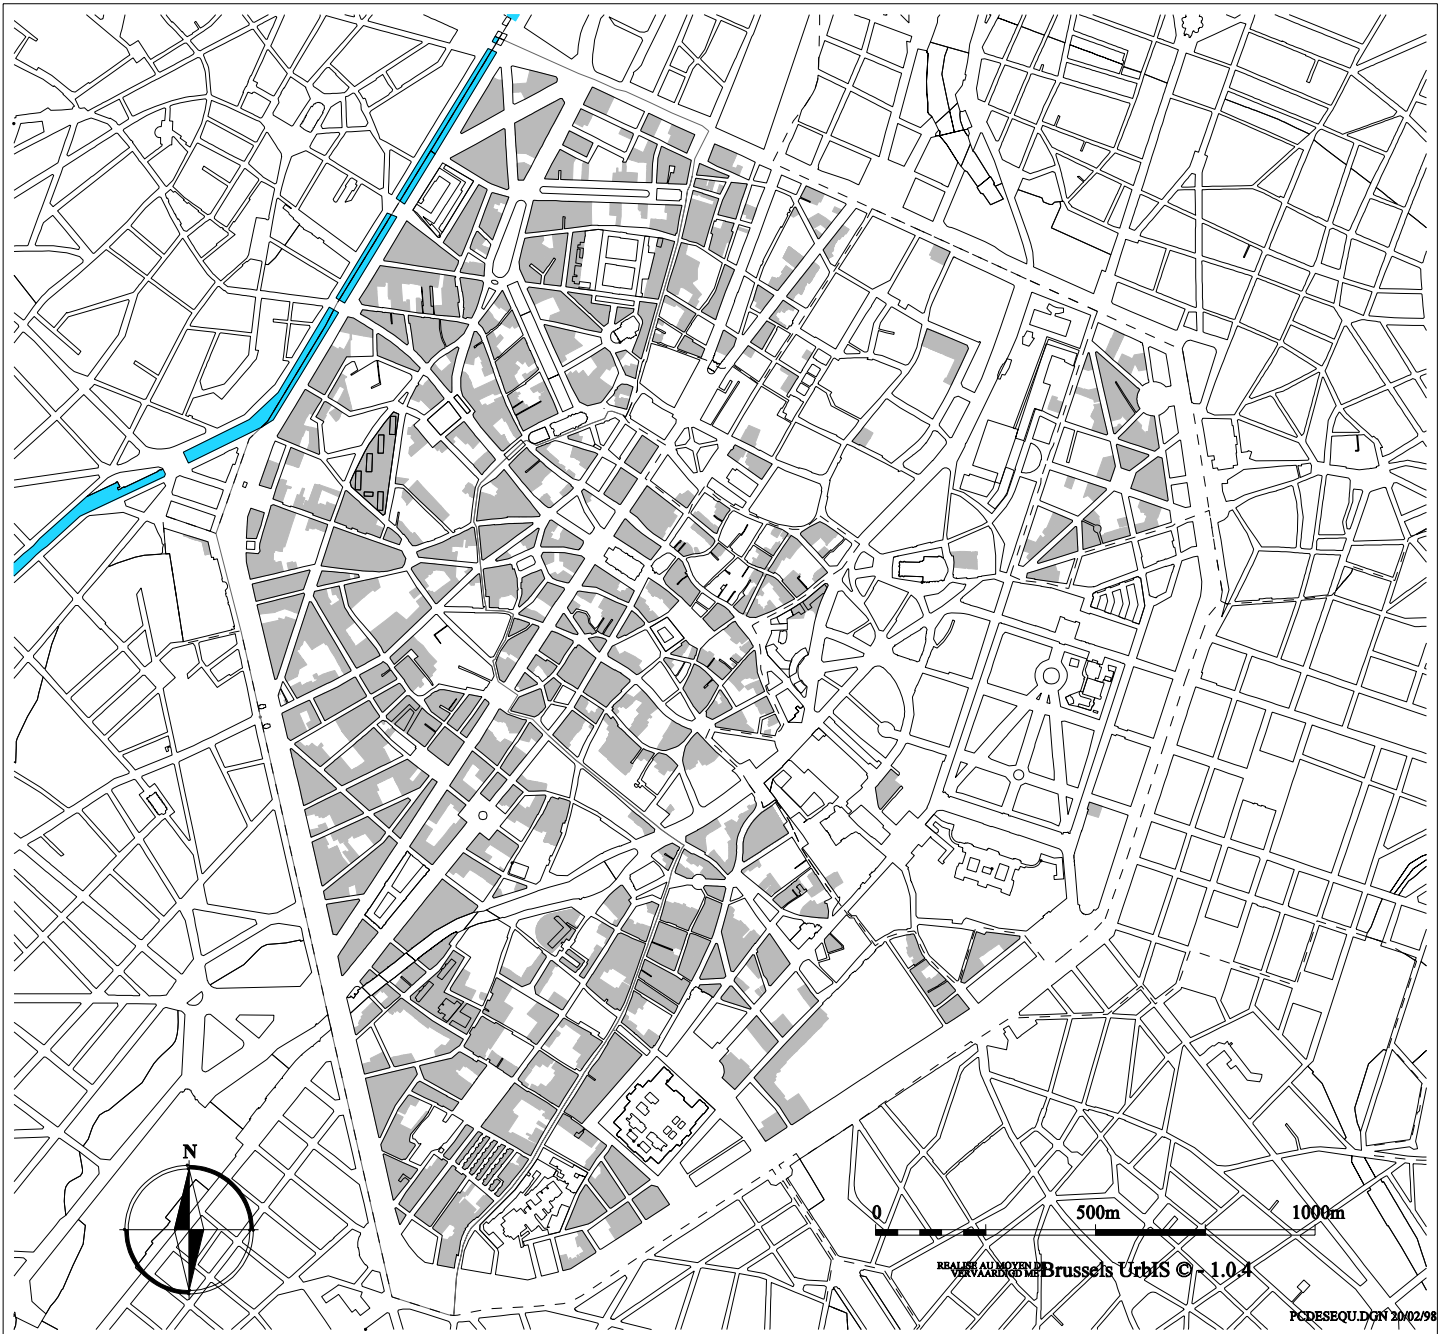 N
0 500m 1000m
REALISE AU MOYEN DE
VERVAARDIGD MET
Brussels UrbIS © - 1.0.4
PCDESEQU.DGN 20/02/98